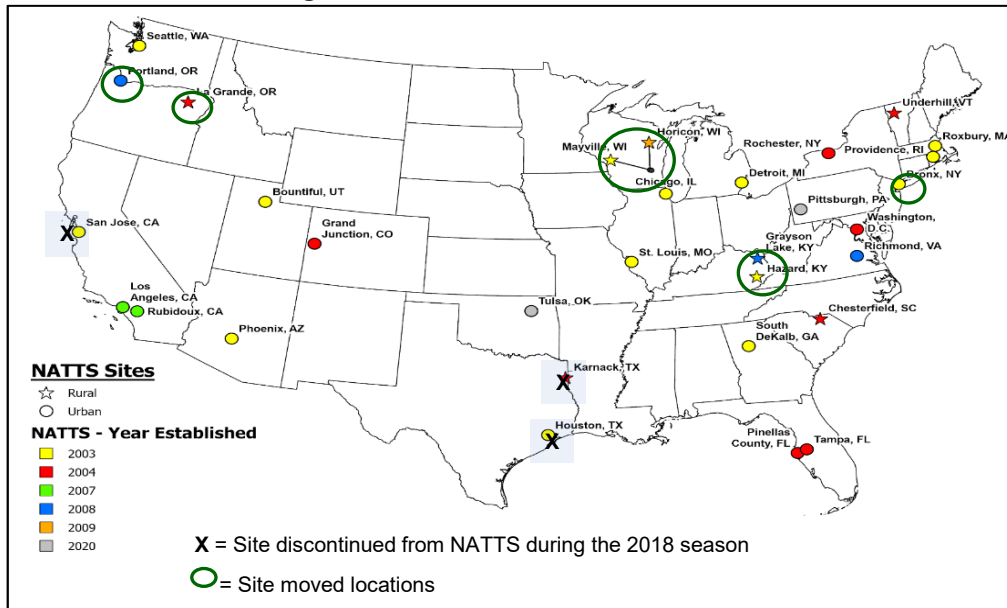 Seattle, WA
Portland, OR
La Grande, OR
Underhill, VT
Horicon, WI
Mayville, WI
Rochester, NY
Roxbury, MA
Providence, RI
Chicago, IL
Detroit, MI
Bronx, NY
Bountiful, UT
Pittsburgh, PA
San Jose, CA
Grand
Junction, CO
Washington,
D.C.
Grayson
Lake, KY
Richmond, VA
St. Louis, MO
Hazard, KY
Los
Angeles, CA
Rubidoux, CA
Tulsa, OK
Chesterfield, SC
Phoenix, AZ
South
DeKalb, GA
Karnack, TX
X
X
X
Houston, TX
Pinellas
County, FL
Tampa, FL
NATTS Sites
Rural
Urban
NATTS - Year Established
2003
2004
2007
2008
2009
2020
X = Site discontinued from NATTS during the 2018 season
= Site moved locations